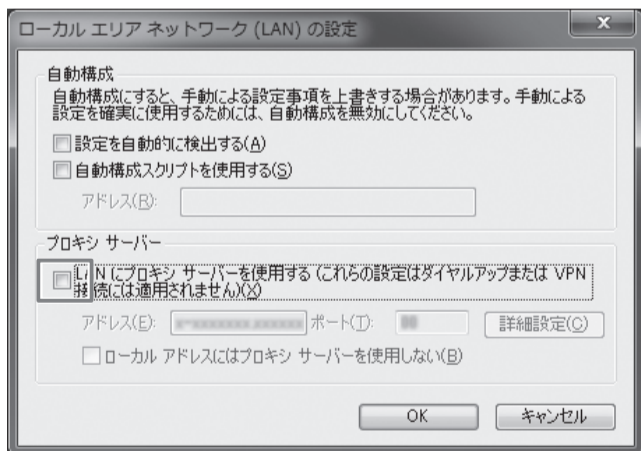 ローカル エリア ネットワーク (LAN) の設定
自動構成
自動構成にすると、手動による設定事項を上書きする場合があります。手動による
設定を確実に使用するためには、自動構成を無効にしてください。
設定を自動的に検出する(A)
自動構成スクリプトを使用する(S)
アドレス(R):
プロキシ サーバー
LAN にプロキシ サーバーを使用する (これらの設定はダイヤルアップまたは VPN
接続には適用されません)(X)
アドレス(E): ポート(T): 詳細設定(C)
ローカル アドレスにはプロキシ サーバーを使用しない(B)
OK キャンセル